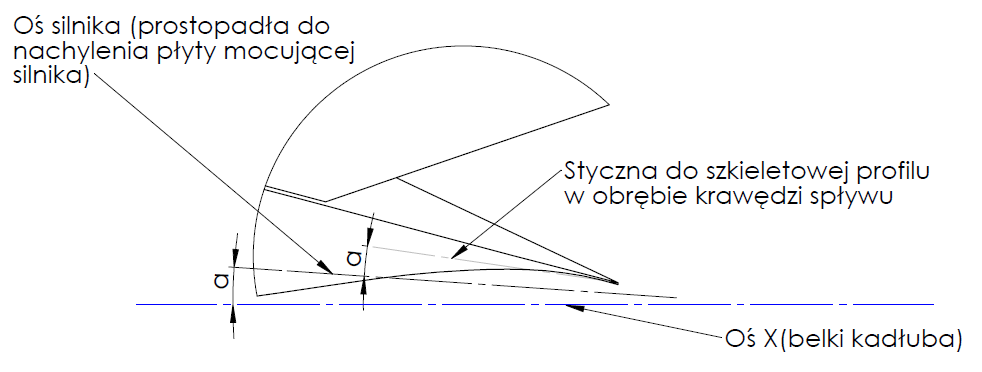 Oś silnika (prostopadła do
nachylenia płyty mocującej
silnika)
Styczna do szkieletowej profilu
w obrębie krawędzi spływu
a
a
Oś X(belki kadłuba)